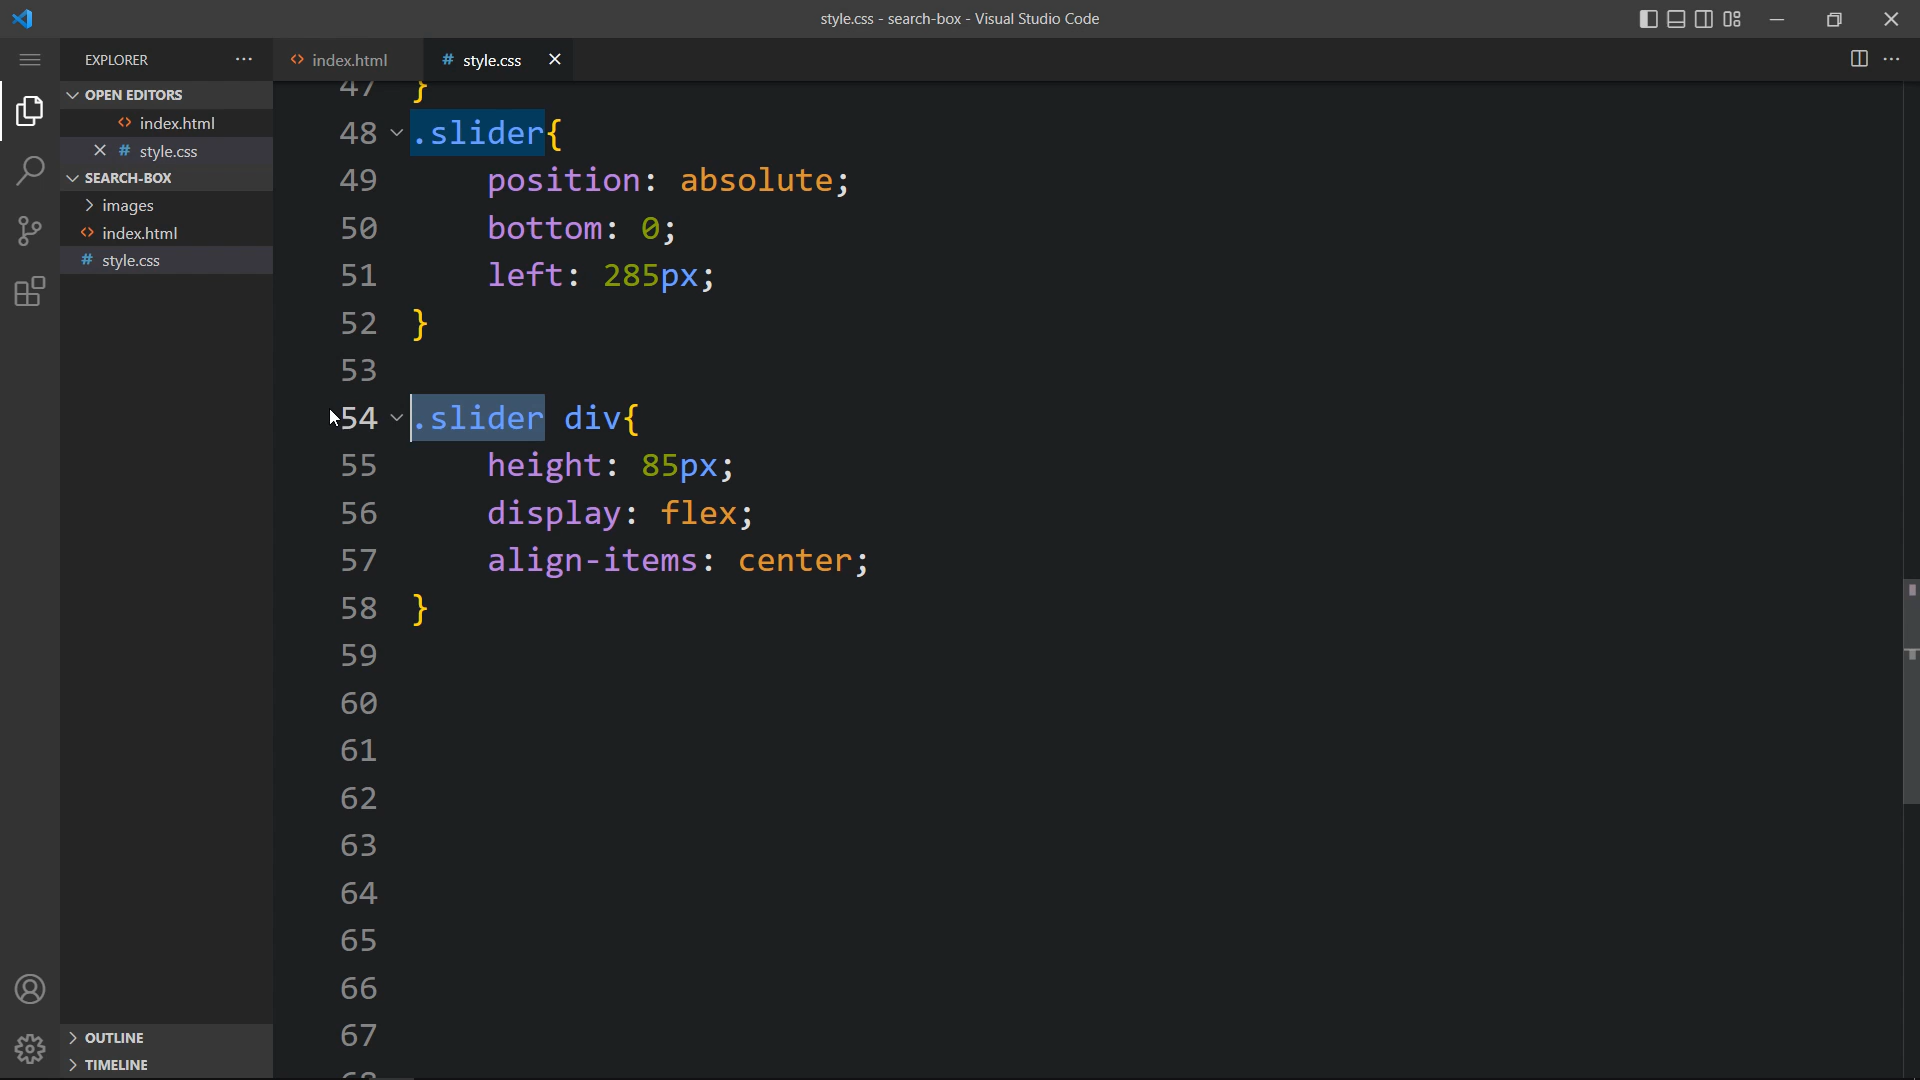 style.css - search-box - Visual Studio Code
EXPLORER
index.html
# style.css
OPEN EDITORS
index.html
# style.css
SEARCH-BOX
images
index.html
# style.css
OUTLINE
TIMELINE
47 }
48 .slider{
49 position: absolute;
50 bottom: 0;
51 left: 285px;
52 }
53
54 .slider div{
55 height: 85px;
56 display: flex;
57 align-items: center;
58 }
59
60
61
62
63
64
65
66
67